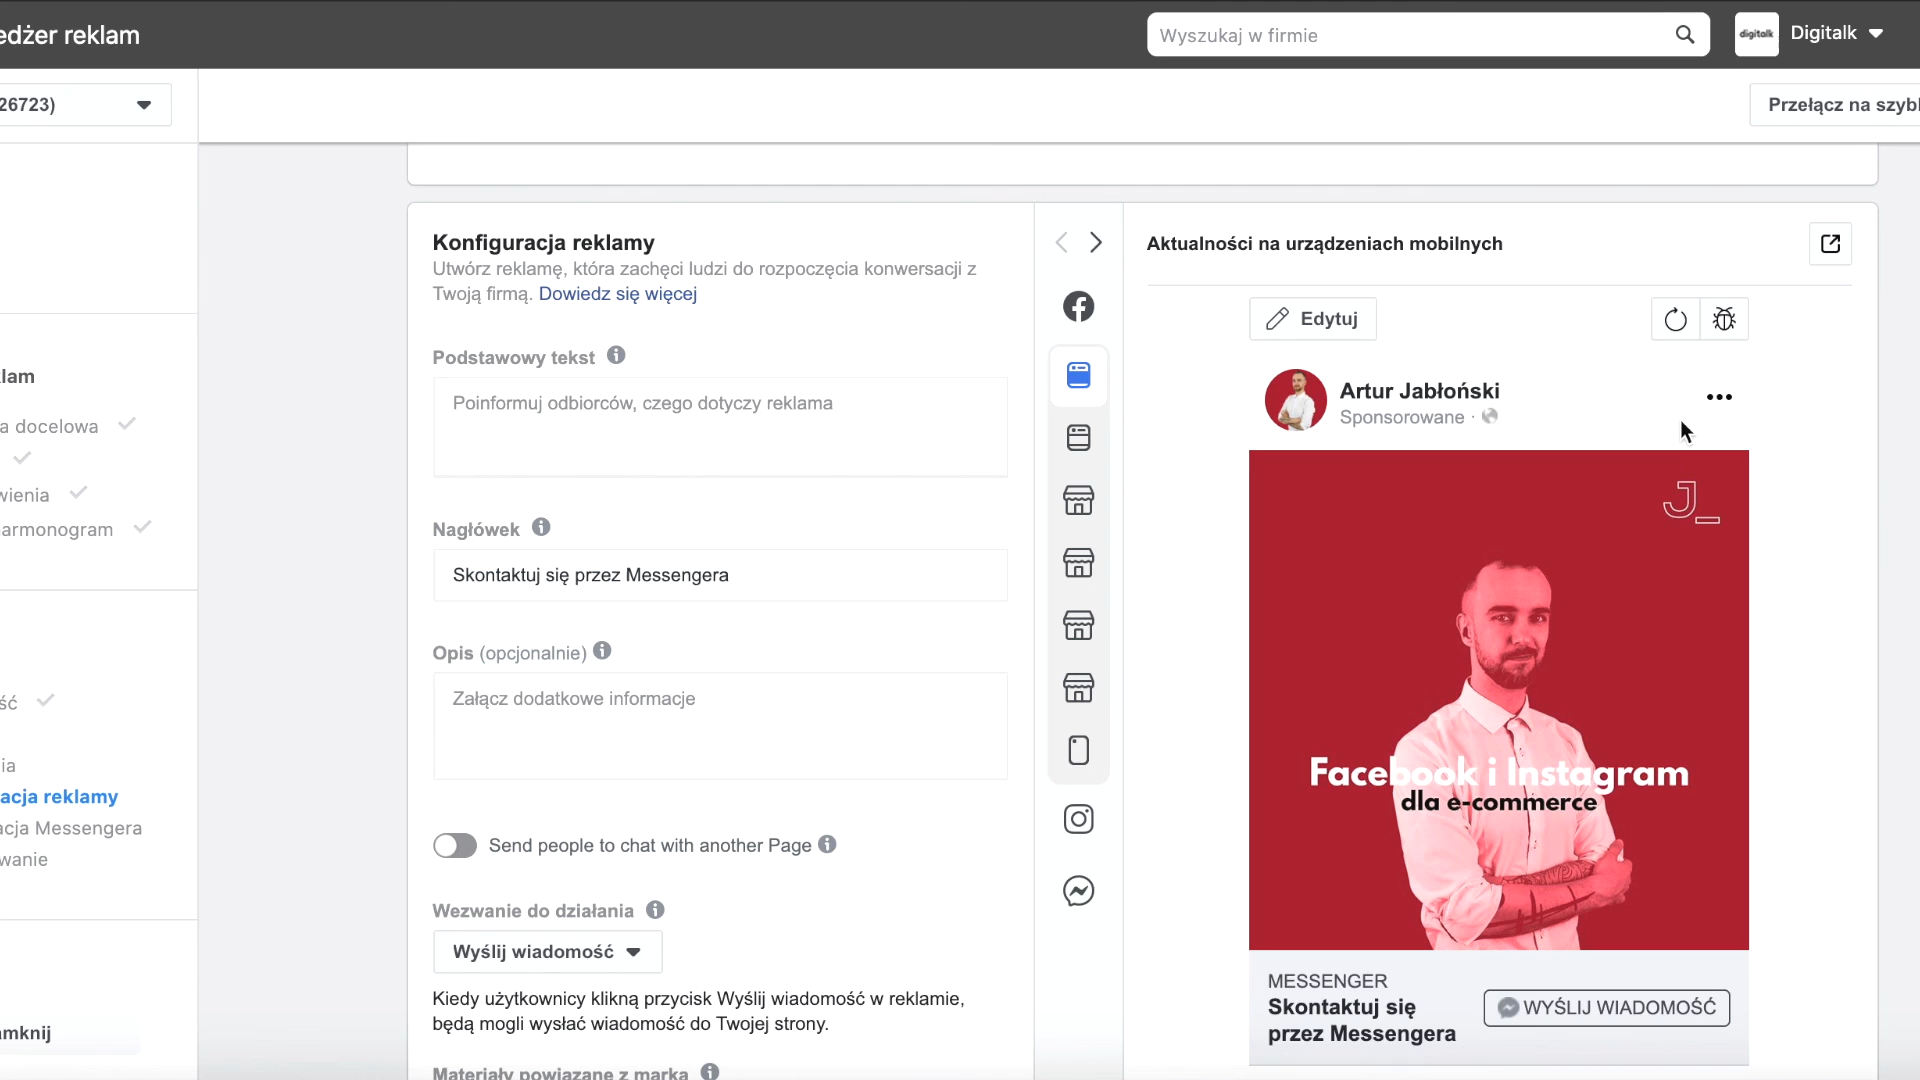 edżer reklam
Wyszukaj w firmie
digitalk
Digitalk
26723)
Przełącz na szybl
Konfiguracja reklamy
Utwórz reklamę, która zachęci ludzi do rozpoczęcia konwersacji z
Twoją firmą. Dowiedz się więcej
Podstawowy tekst
Poinformuj odbiorców, czego dotyczy reklama
Nagłówek
Skontaktuj się przez Messengera
Opis (opcjonalnie)
Załącz dodatkowe informacje
Send people to chat with another Page
Wezwanie do działania
Wyślij wiadomość
Kiedy użytkownicy klikną przycisk Wyślij wiadomość w reklamie,
będą mogli wysłać wiadomość do Twojej strony.
Materiały powiązane z marką
klam
a docelowa
wienia
armonogram
ść
ia
acja reklamy
acja Messengera
wanie
amknij
Aktualności na urządzeniach mobilnych
Edytuj
Artur Jabłoński
Sponsorowane ·
J_
Facebook i Instagram
dla e-commerce
MESSENGER
Skontaktuj się
przez Messengera
WYŚLIJ WIADOMOŚĆ